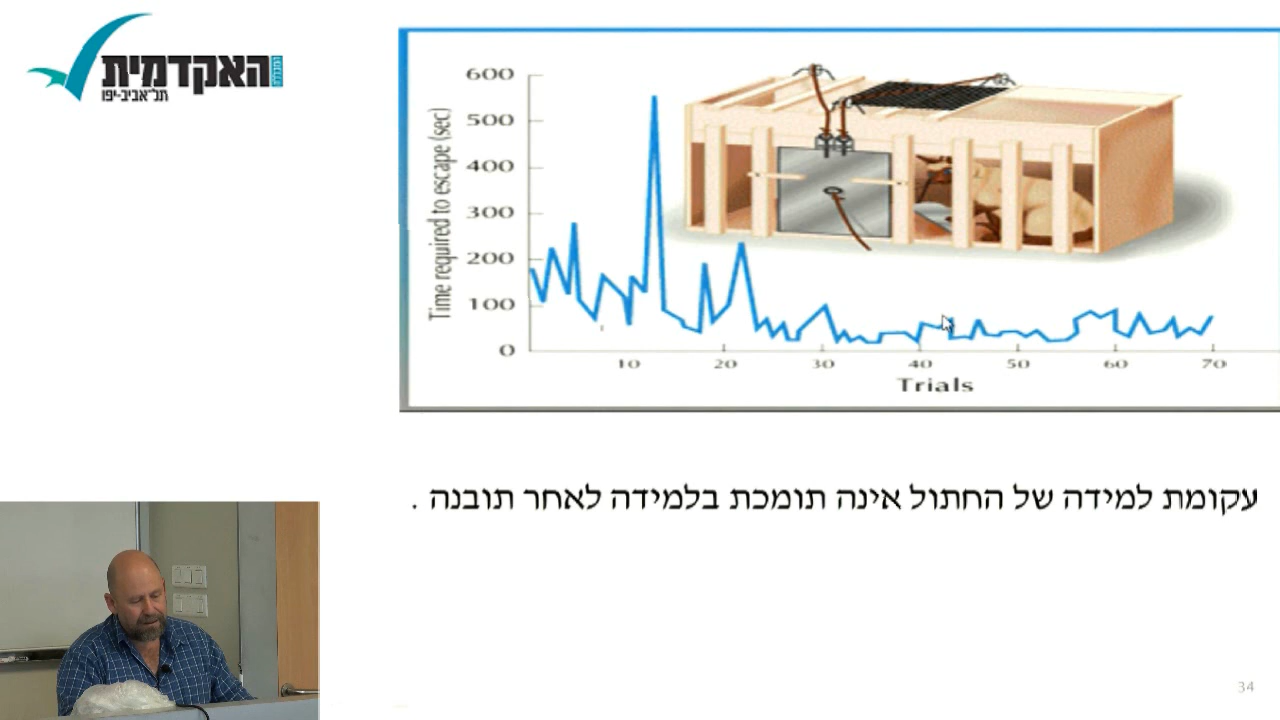 האקדמית
תל־אביב-יפו
Time required to escape (sec)
600
500
400
300
200
100
0
10 20 30 40 50 60 70
Trials
עקומת למידה של החתול אינה תומכת בלמידה לאחר תובנה .
34